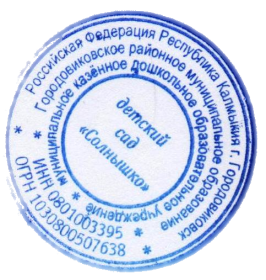 Российская Федерация Республика Калмыкия г. Городовиковск
* Городовиковское районное муниципальное образование *
муниципальное казённое дошкольное образовательное учреждение
детский
сад
«Солнышко»
* ИНН 0801003395 *
ОГРН 1030800507638